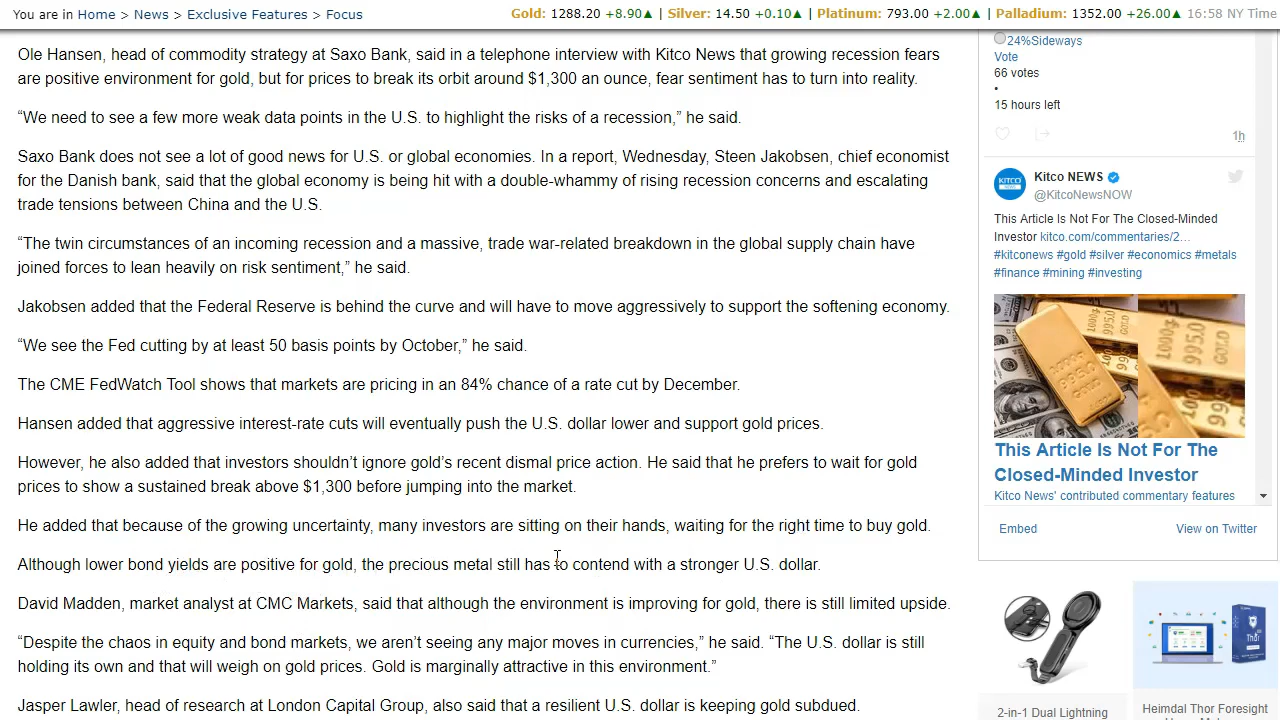 You are in Home > News > Exclusive Features > Focus
Gold: 1288.20 +8.90▲ | Silver: 14.50 +0.10▲ | Platinum: 793.00 +2.00▲ | Palladium: 1352.00 +26.00▲ 16:58 NY Time
Ole Hansen, head of commodity strategist at Saxo Bank, said in a telephone interview with Kitco News that growing recession fears
are positive environment for gold, but for prices to break its orbit around $1,300 an ounce, fear sentiment has to turn into reality.
“We need to see a few more weak data points in the U.S. to highlight the risks of a recession,” he said.
Saxo Bank does not see a lot of good news for U.S. or global economies. In a report, Wednesday, Steen Jakobsen, chief economist
for the Danish bank, said that the global economy is being hit with a double-whammy of rising recession concerns and escalating
trade tensions between China and the U.S.
“The twin circumstances of an incoming recession and a massive, trade war-related breakdown in the global supply chain have
joined forces to lean heavily on risk sentiment,” he said.
Jakobsen added that the Federal Reserve is behind the curve and will have to move aggressively to support the softening economy.
“We see the Fed cutting by at least 50 basis points by October,” he said.
The CME FedWatch Tool shows that markets are pricing in an 84% chance of a rate cut by December.
Hansen added that aggressive interest-rate cuts will eventually push the U.S. dollar lower and support gold prices.
However, he also added that investors shouldn’t ignore gold’s recent dismal price action. He said that he prefers to wait for gold
prices to show a sustained break above $1,300 before jumping into the market.
He added that because of the growing uncertainty, many investors are sitting on their hands, waiting for the right time to buy gold.
Although lower bond yields are positive for gold, the precious metal still has to contend with a stronger U.S. dollar.
David Madden, market analyst at CMC Markets, said that although the environment is improving for gold, there is still limited upside.
“Despite the chaos in equity and bond markets, we aren’t seeing any major moves in currencies,” he said. “The U.S. dollar is still
holding its own and that will weigh on gold prices. Gold is marginally attractive in this environment.”
Jasper Lawler, head of research at London Capital Group, also said that a resilient U.S. dollar is keeping gold subdued.
24%Sideways
Vote
66 votes
•
15 hours left
1h
KITCO
NEWS
Kitco NEWS
@KitcoNewsNOW
This Article Is Not For The Closed-Minded
Investor kitco.com/commentaries/2…
#kitconews #gold #silver #economics #metals
#finance #mining #investing
1000g
995.0
GOLD
This Article Is Not For The
Closed-Minded Investor
Kitco News' contributed commentary features
Embed
View on Twitter
2-in-1 Dual Lightning
Thor
Heimdal Thor Foresight